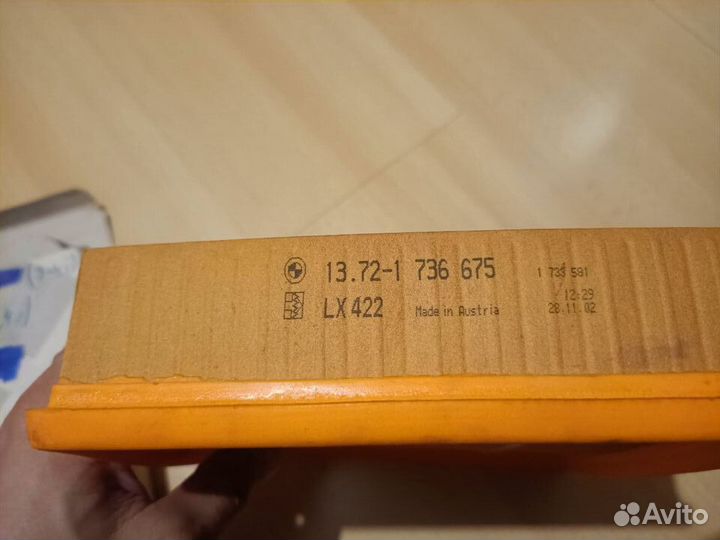 13.72-1 736 675
1 733 581
LX 422
Made in Austria
12:29
28.11.02
Avito